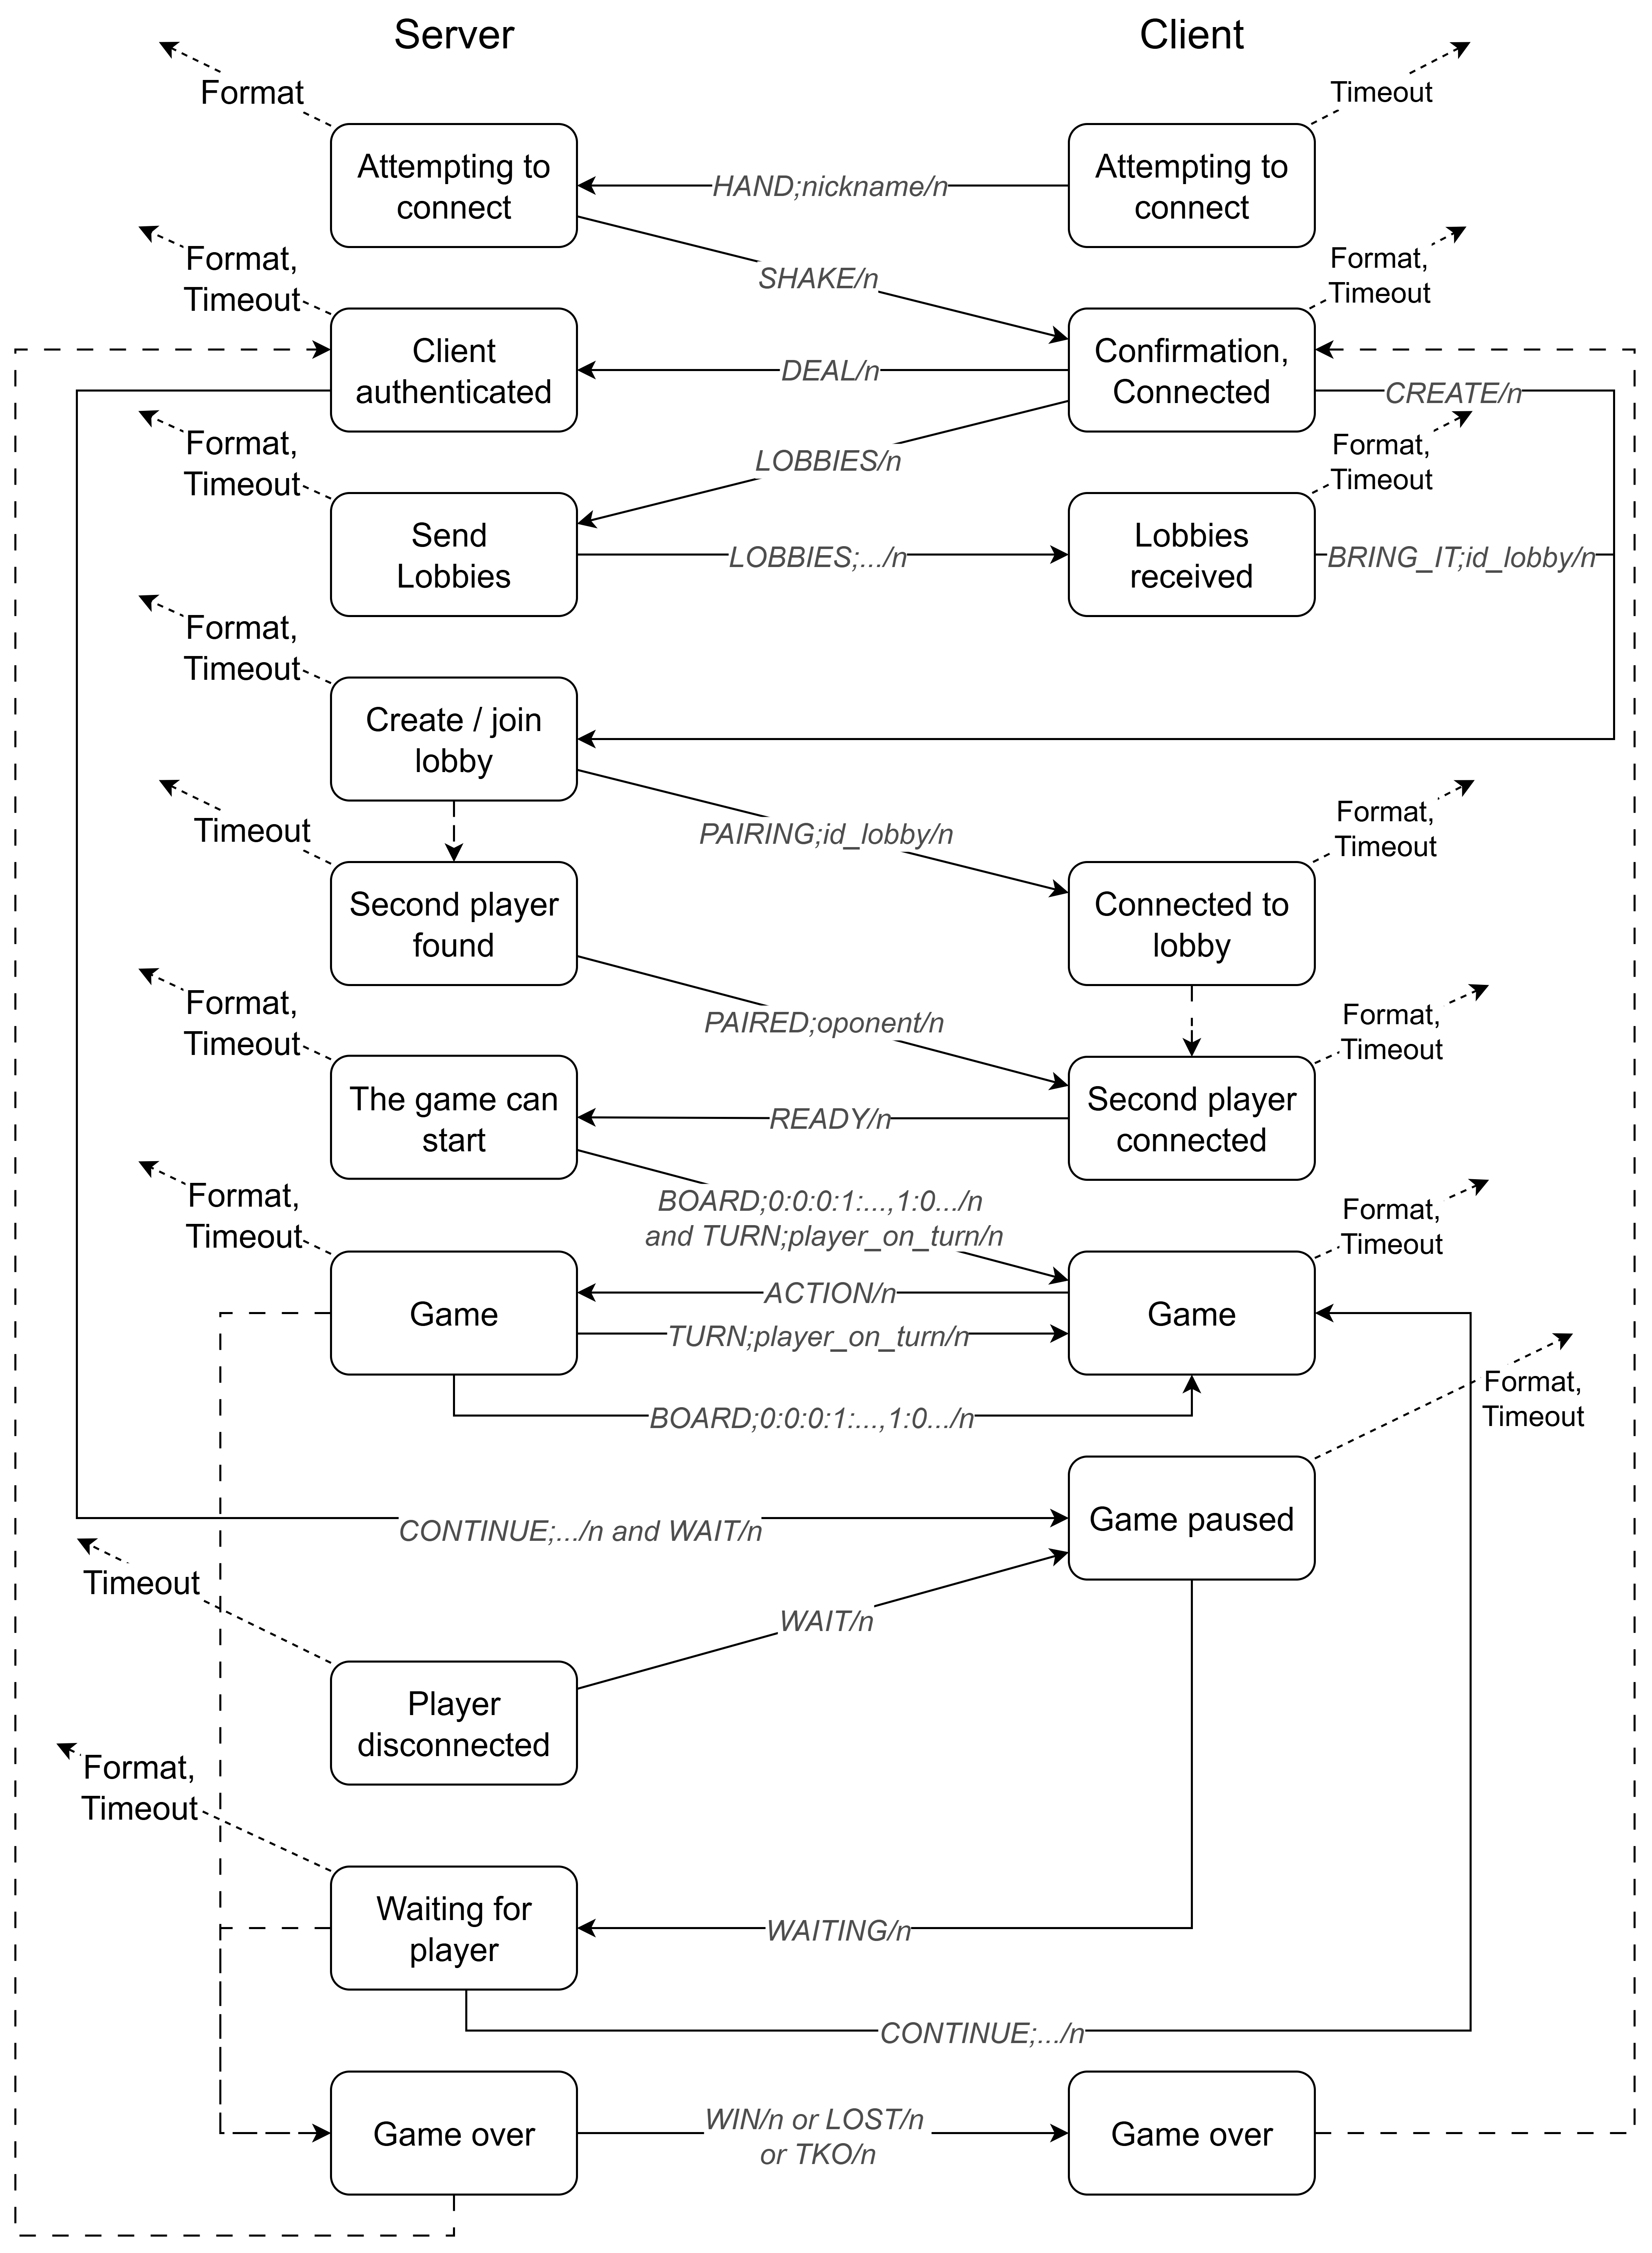 Server
Client
Format
Timeout
Attempting to
connect
HAND;nickname/n
Attempting to
connect
SHAKE/n
Format,
Timeout
Format,
Timeout
Client
authenticated
DEAL/n
Confirmation,
Connected
CREATE/n
LOBBIES/n
Format,
Timeout
Format,
Timeout
Send
Lobbies
LOBBIES;.../n
Lobbies
received
BRING_IT;id_lobby/n
Format,
Timeout
Create / join
lobby
PAIRING;id_lobby/n
Timeout
Format,
Timeout
Second player
found
Connected to
lobby
PAIRED;oponent/n
Format,
Timeout
Format,
Timeout
The game can
start
READY/n
Second player
connected
BOARD;0:0:0:1:...,1:0.../n
and TURN;player_on_turn/n
Format,
Timeout
Format,
Timeout
Game
ACTION/n
TURN;player_on_turn/n
Game
BOARD;0:0:0:1:...,1:0.../n
Format,
Timeout
CONTINUE;.../n and WAIT/n
Game paused
Timeout
WAIT/n
Player
disconnected
Format,
Timeout
Waiting for
player
WAITING/n
CONTINUE;.../n
Game over
WIN/n or LOST/n
or TKO/n
Game over